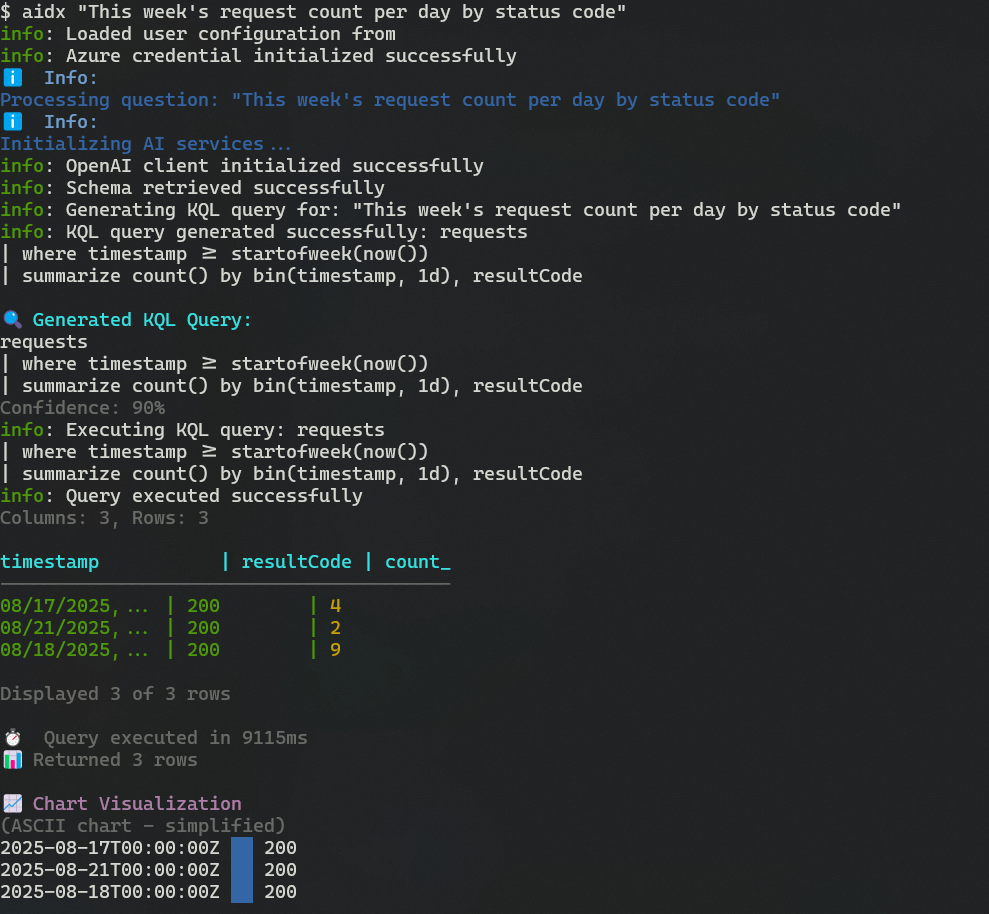 $ aidx "This week's request count per day by status code"
info: Loaded user configuration from
info: Azure credential initialized successfully
ℹ️  Info:
Processing question: "This week's request count per day by status code"
ℹ️  Info:
Initializing AI services...
info: OpenAI client initialized successfully
info: Schema retrieved successfully
info: Generating KQL query for: "This week's request count per day by status code"
info: KQL query generated successfully: requests
| where timestamp ≥ startofweek(now())
| summarize count() by bin(timestamp, 1d), resultCode
🔍 Generated KQL Query:
requests
| where timestamp ≥ startofweek(now())
| summarize count() by bin(timestamp, 1d), resultCode
Confidence: 90%
info: Executing KQL query: requests
| where timestamp ≥ startofweek(now())
| summarize count() by bin(timestamp, 1d), resultCode
info: Query executed successfully
Columns: 3, Rows: 3
timestamp           | resultCode | count_
08/17/2025, ...  | 200        | 4
08/21/2025, ...  | 200        | 2
08/18/2025, ...  | 200        | 9
Displayed 3 of 3 rows
⏱️  Query executed in 9115ms
📊 Returned 3 rows
📈 Chart Visualization
(ASCII chart - simplified)
2025-08-17T00:00:00Z 200
2025-08-21T00:00:00Z 200
2025-08-18T00:00:00Z 200